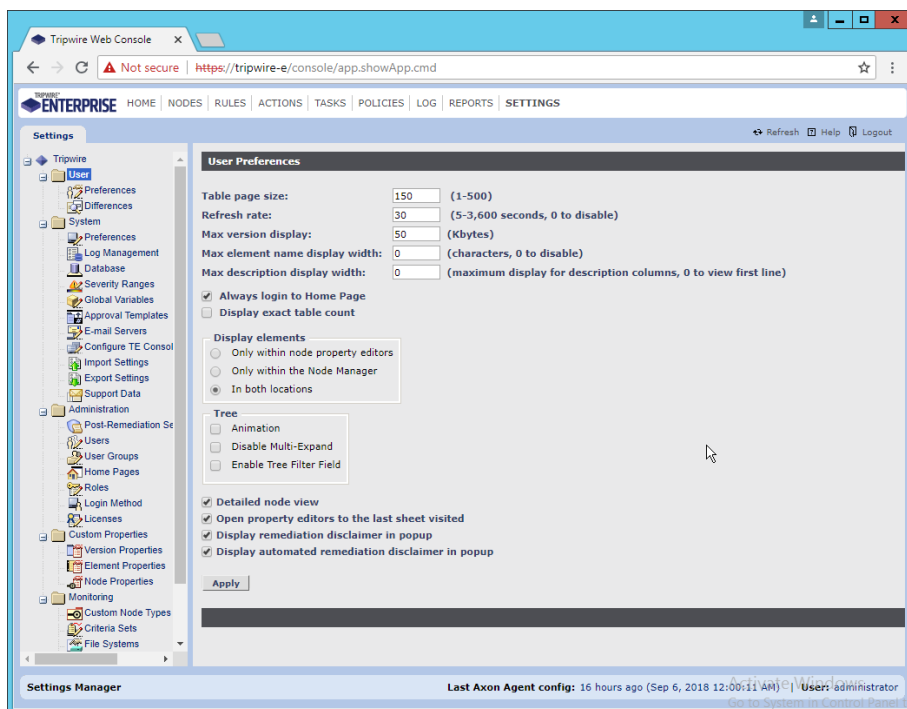 Tripwire Web Console
Not secure | https://tripwire-e/console/app.showApp.cmd
TRIPWIRE®
ENTERPRISE HOME | NODES | RULES | ACTIONS | TASKS | POLICIES | LOG | REPORTS | SETTINGS
Settings
Refresh ? Help Logout
Tripwire
User
Preferences
Differences
System
Preferences
Log Management
Database
Severity Ranges
Global Variables
Approval Templates
E-mail Servers
Configure TE Consol
Import Settings
Export Settings
Support Data
Administration
Post-Remediation Se
Users
User Groups
Home Pages
Roles
Login Method
Licenses
Custom Properties
Version Properties
Element Properties
Node Properties
Monitoring
Custom Node Types
Criteria Sets
File Systems
User Preferences
Table page size: 150 (1-500)
Refresh rate: 30 (5-3,600 seconds, 0 to disable)
Max version display: 50 (Kbytes)
Max element name display width: 0 (characters, 0 to disable)
Max description display width: 0 (maximum display for description columns, 0 to view first line)
Always login to Home Page
Display exact table count
Display elements
Only within node property editors
Only within the Node Manager
In both locations
Tree
Animation
Disable Multi-Expand
Enable Tree Filter Field
Detailed node view
Open property editors to the last sheet visited
Display remediation disclaimer in popup
Display automated remediation disclaimer in popup
Apply
Settings Manager
Last Axon Agent config: 16 hours ago (Sep 6, 2018 12:00:11 AM) | User: administrator
Activate Windows
Go to System in Control Panel t